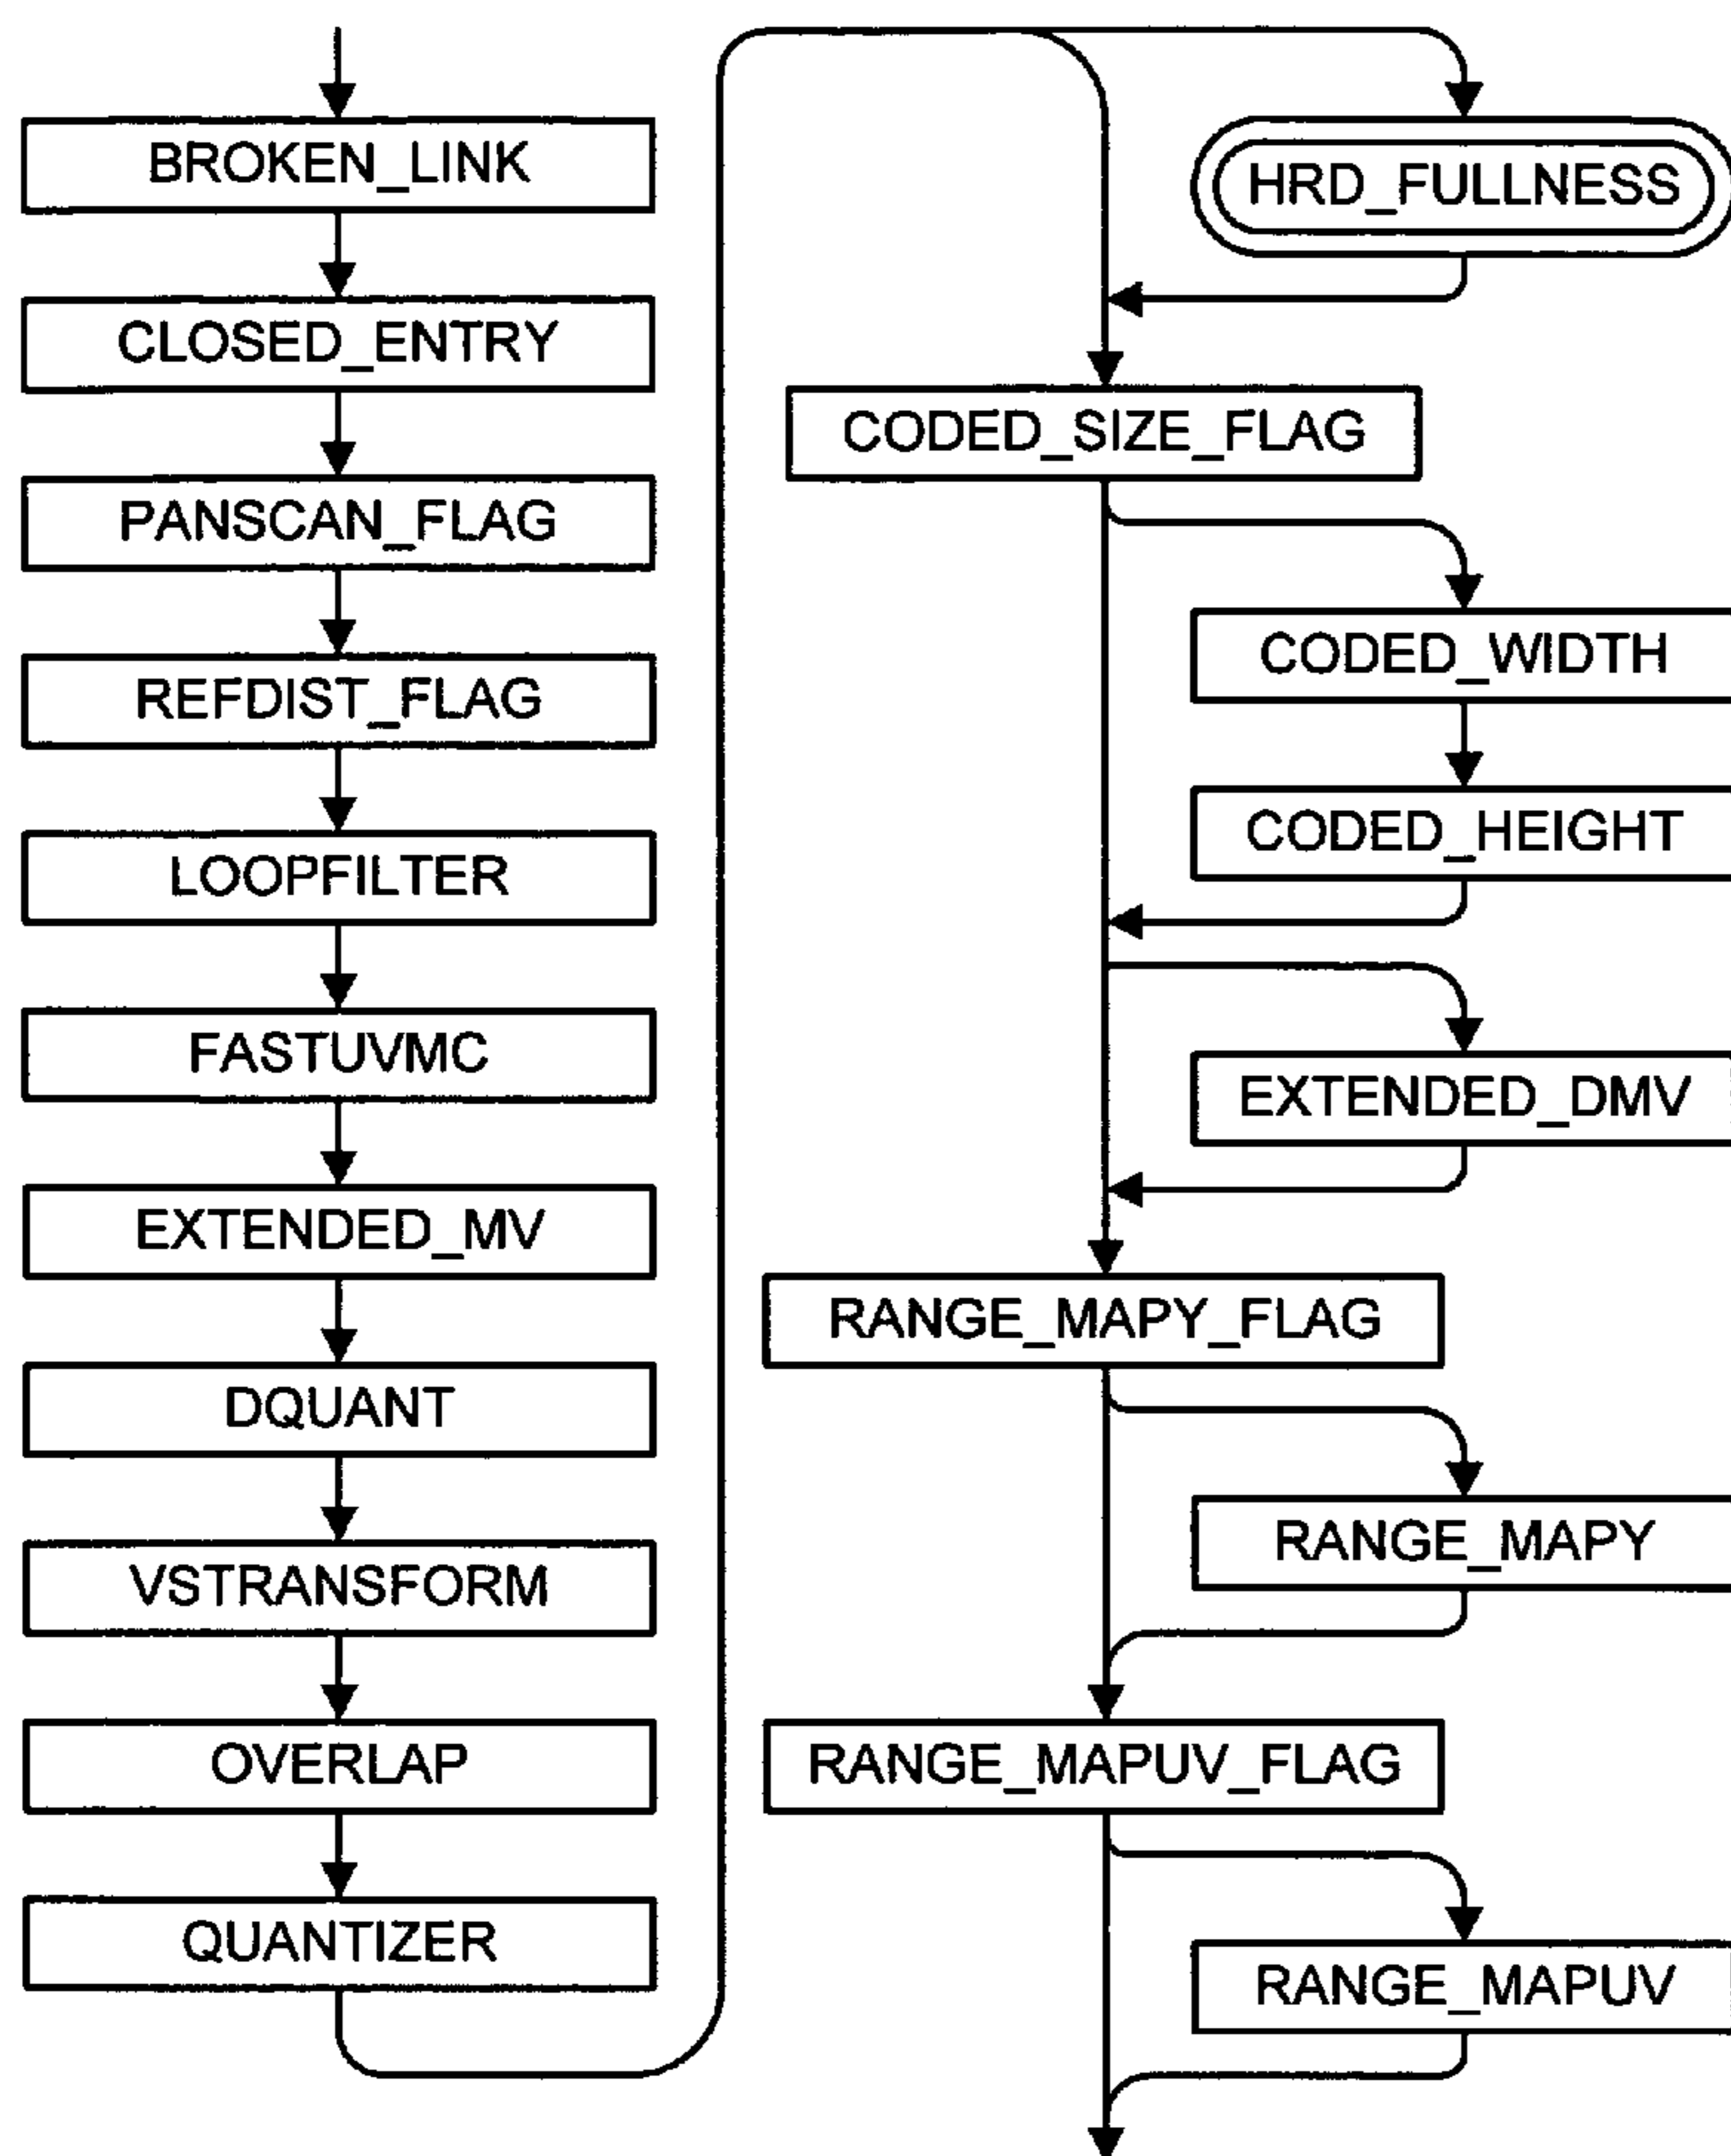 BROKEN_LINK
CLOSED_ENTRY
PANSCAN_FLAG
REFDIST_FLAG
LOOPFILTER
FASTUVMC
EXTENDED_MV
DQUANT
VSTRANSFORM
OVERLAP
QUANTIZER
HRD_FULLNESS
CODED_SIZE_FLAG
CODED_WIDTH
CODED_HEIGHT
EXTENDED_DMV
RANGE_MAPY_FLAG
RANGE_MAPY
RANGE_MAPUV_FLAG
RANGE_MAPUV